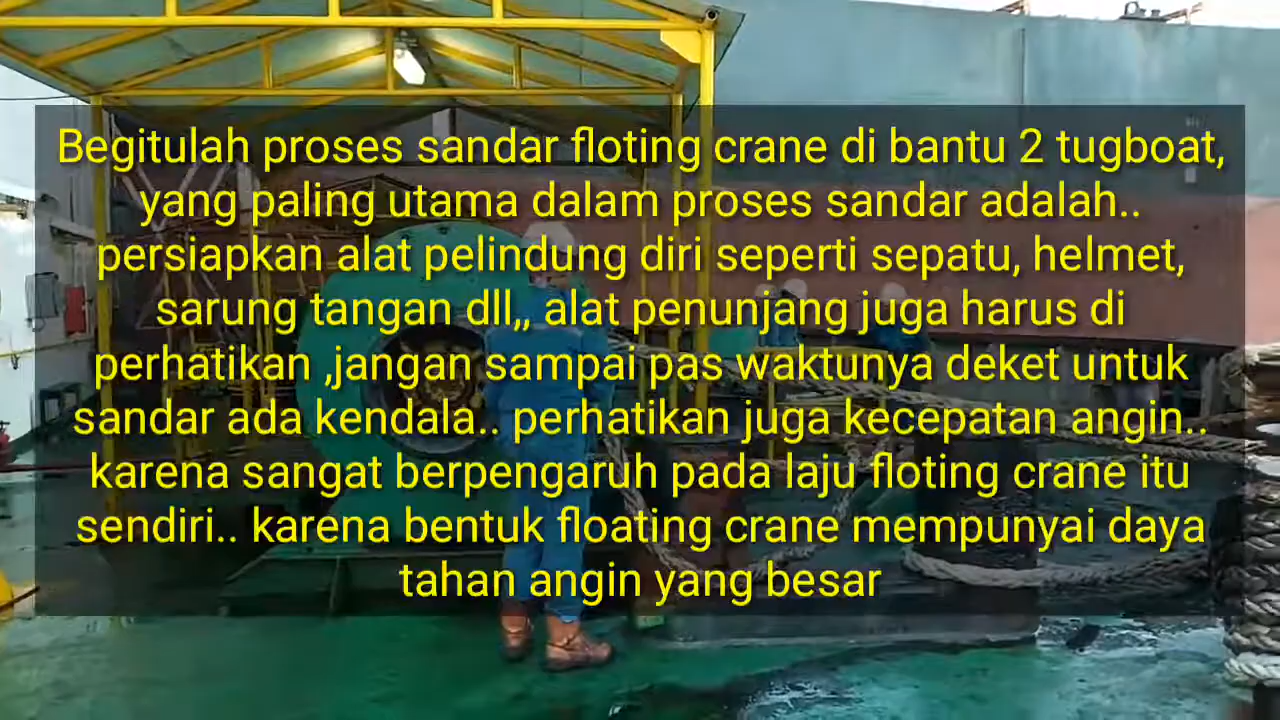 Begitulah proses sandar floting crane di bantu 2 tugboat,
yang paling utama dalam proses sandar adalah..
persiapkan alat pelindung diri seperti sepatu, helmet,
sarung tangan dll,, alat penunjang juga harus di
perhatikan ,jangan sampai pas waktunya deket untuk
sandar ada kendala.. perhatikan juga kecepatan angin..
karena sangat berpengaruh pada laju floting crane itu
sendiri.. karena bentuk floating crane mempunyai daya
tahan angin yang besar